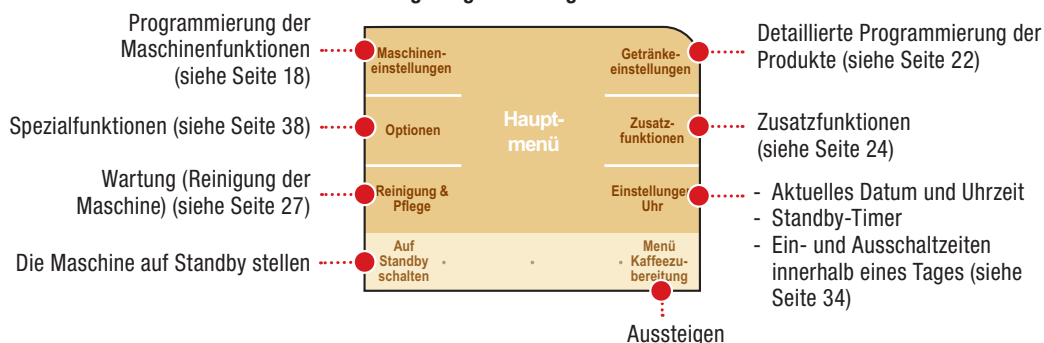 Programmierung der
Maschinenfunktionen
(siehe Seite 18)
Spezialfunktionen (siehe Seite 38)
Wartung (Reinigung der
Maschine) (siehe Seite 27)
Die Maschine auf Standby stellen
Maschinen-
einstellungen
Optionen
Reinigung &
Pflege
Auf
Standby
schalten
Haupt-
menü
Getränke-
einstellungen
Zusatz-
funktionen
Einstellungen
Uhr
Menü
Kaffeezu-
bereitung
Detaillierte Programmierung der
Produkte (siehe Seite 22)
Zusatzfunktionen
(siehe Seite 24)
- Aktuelles Datum und Uhrzeit
- Standby-Timer
- Ein- und Ausschaltzeiten
innerhalb eines Tages (siehe
Seite 34)
Aussteigen